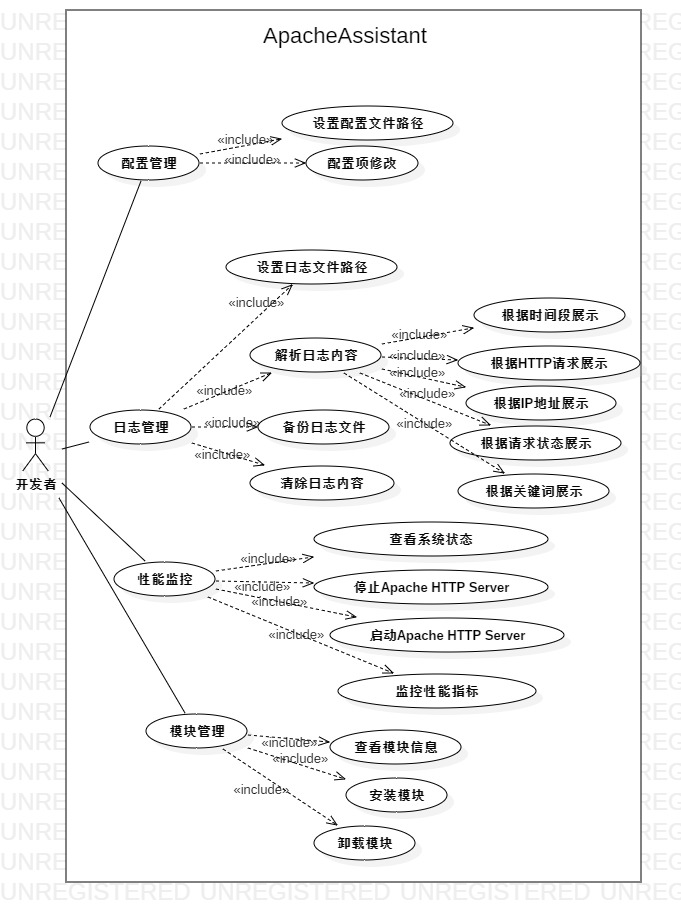 ApacheAssistant
设置配置文件路径
«include»
配置管理
«include»
配置项修改
设置日志文件路径
«include»
根据时间段展示
«include»
解析日志内容
«include»
根据HTTP请求展示
«include»
«include»
«include»
根据IP地址展示
日志管理
«include»
备份日志文件
«include»
根据请求状态展示
«include»
清除日志内容
根据关键词展示
开发者
查看系统状态
«include»
性能监控
«include»
停止Apache HTTP Server
«include»
«include»
启动Apache HTTP Server
监控性能指标
模块管理
«include»
查看模块信息
«include»
«include»
安装模块
卸载模块
UNREGISTERED UNREGISTERED UNREGISTERED UNREG